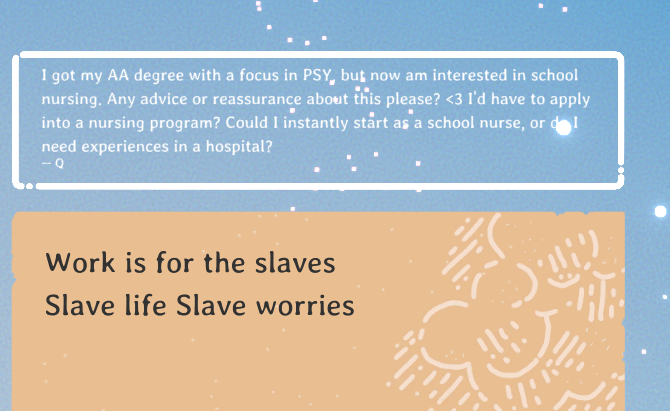 I got my AA degree with a focus in PSY, but now am interested in school
nursing. Any advice or reassurance about this please? <3 I'd have to apply
into a nursing program? Could I instantly start as a school nurse, or do I
need experiences in a hospital?
— Q
Work is for the slaves
Slave life Slave worries